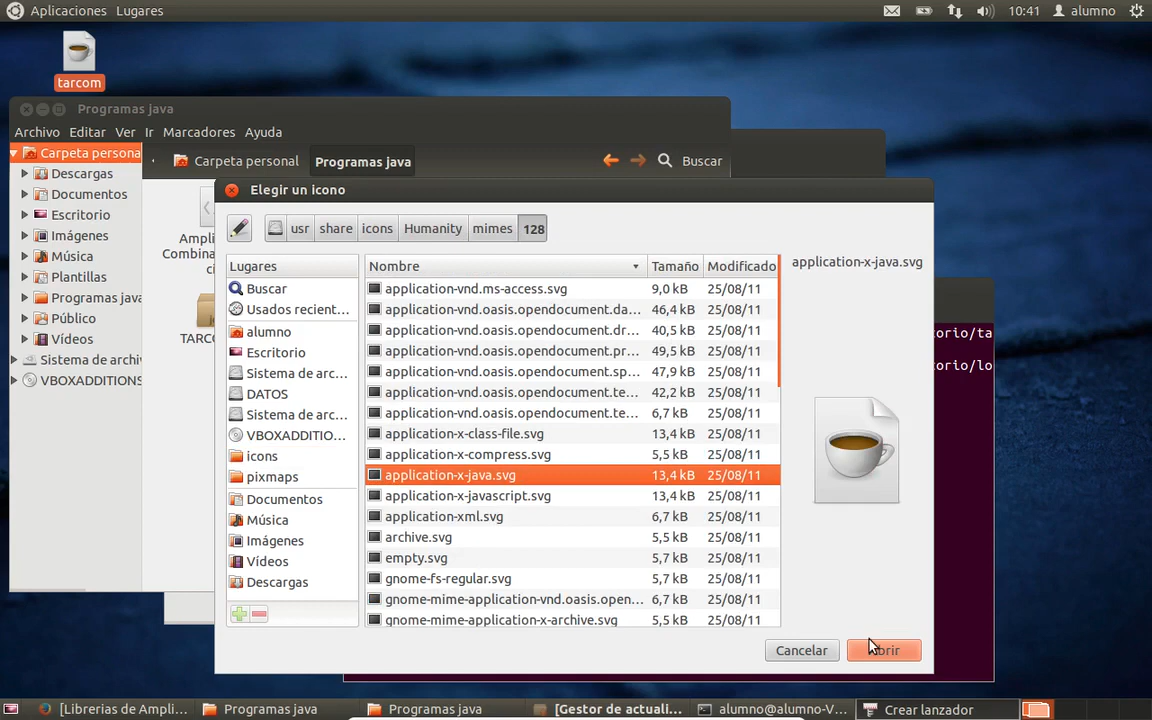 Aplicaciones Lugares 10:41 alumno
tarcom
Programas java
Archivo Editar Ver Ir Marcadores Ayuda
Carpeta persona
Carpeta personal Programas java Buscar
Descargas
Documentos
Escritorio
Imágenes
Música
Plantillas
Programas java
Público
Vídeos
Sistema de archi
VBOXADDITIONS
Ampli
Combina
ci
TARC
Elegir un icono
usr share icons Humanity mimes 128
Lugares
Buscar
Usados recient...
alumno
Escritorio
Sistema de arc...
DATOS
Sistema de arc...
VBOXADDITIO...
icons
pixmaps
Documentos
Música
Imágenes
Vídeos
Descargas
Nombre Tamaño Modificado
application-vnd.ms-access.svg 9,0 kB 25/08/11
application-vnd.oasis.opendocument.da... 46,4 kB 25/08/11
application-vnd.oasis.opendocument.dr... 40,5 kB 25/08/11
application-vnd.oasis.opendocument.pr... 49,5 kB 25/08/11
application-vnd.oasis.opendocument.sp... 47,9 kB 25/08/11
application-vnd.oasis.opendocument.te... 42,2 kB 25/08/11
application-vnd.oasis.opendocument.te... 6,7 kB 25/08/11
application-x-class-file.svg 13,4 kB 25/08/11
application-x-compress.svg 5,5 kB 25/08/11
application-x-java.svg 13,4 kB 25/08/11
application-x-javascript.svg 13,4 kB 25/08/11
application-xml.svg 6,7 kB 25/08/11
archive.svg 5,5 kB 25/08/11
empty.svg 5,7 kB 25/08/11
gnome-fs-regular.svg 5,7 kB 25/08/11
gnome-mime-application-vnd.oasis.open... 6,7 kB 25/08/11
gnome-mime-application-x-archive.svg 5,5 kB 25/08/11
application-x-java.svg
Cancelar Abrir
orio/ta
torio/lo
[Librerias de Ampli... Programas java Programas java [Gestor de actuali... alumno@alumno-V... Crear lanzador